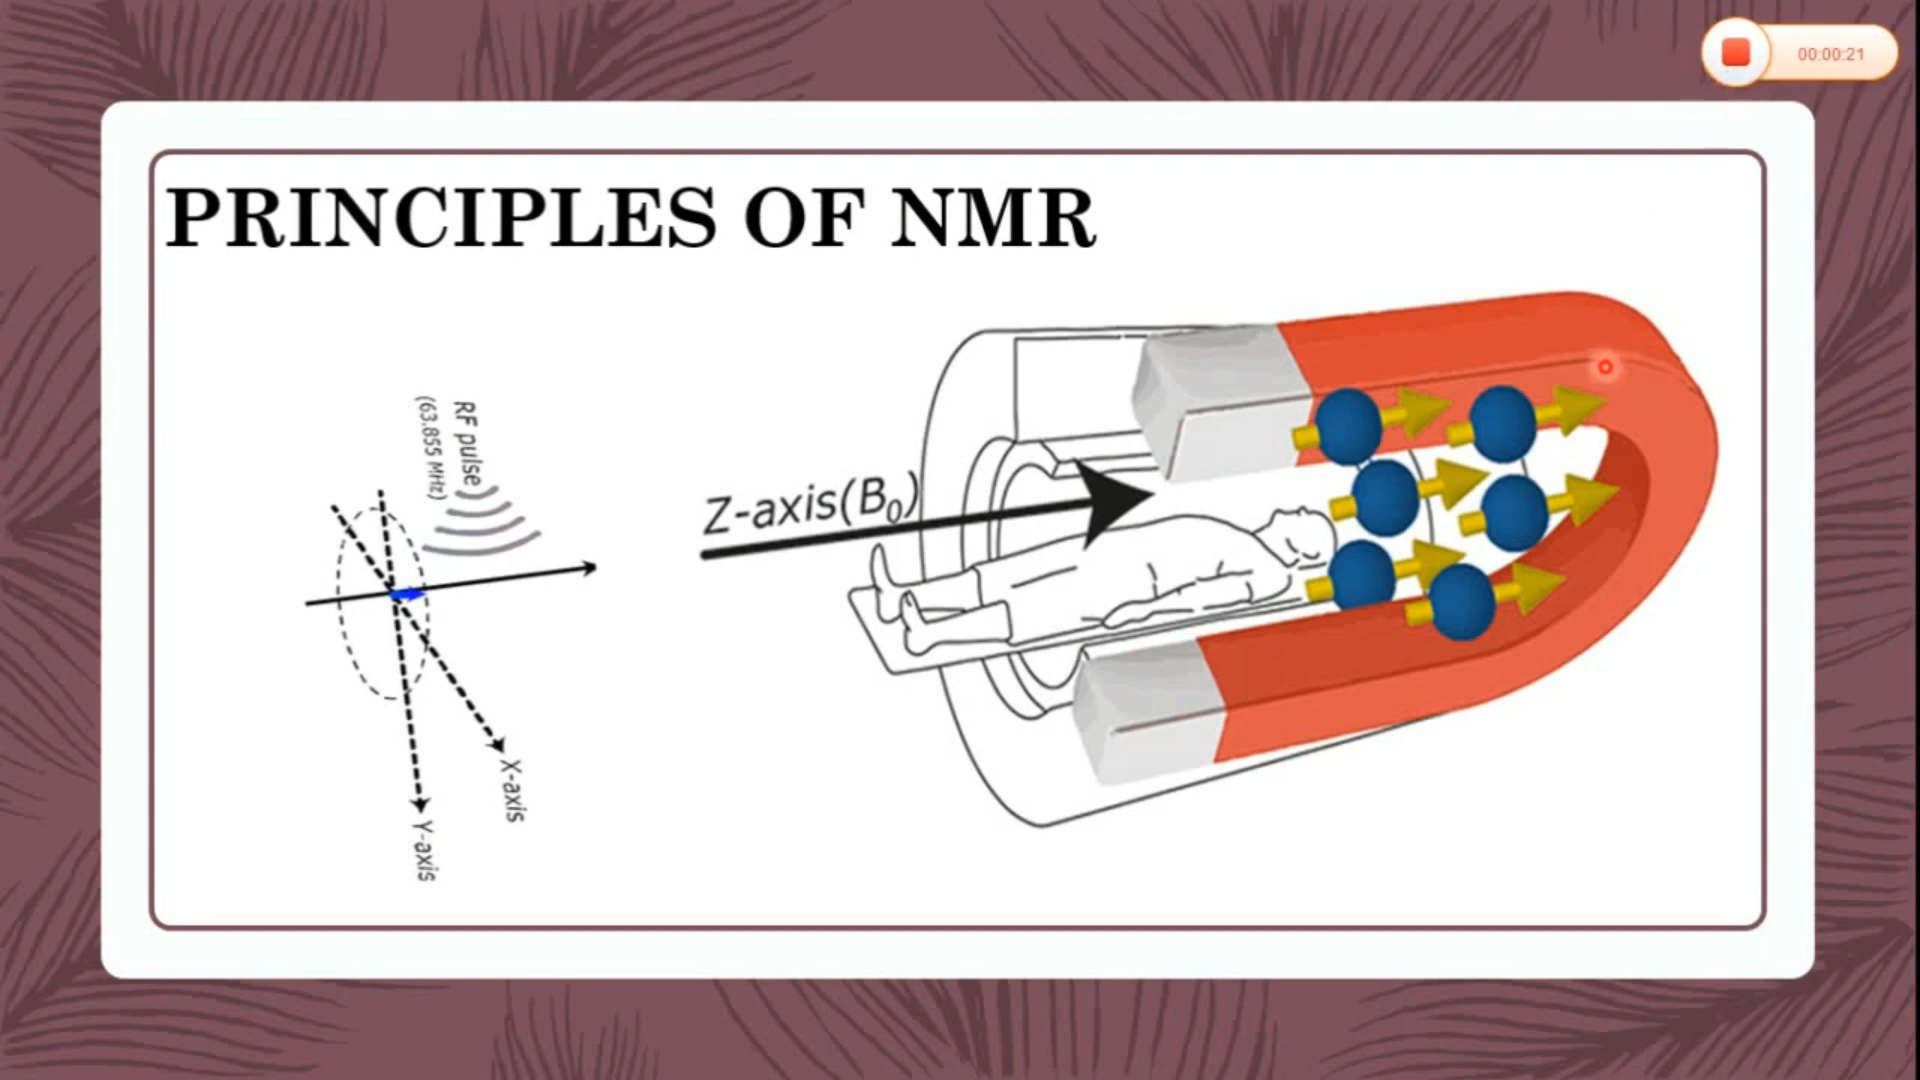 00:00:21
PRINCIPLES OF NMR
RF pulse
(63.855 MHz)
Z-axis(B₀)
X-axis
Y-axis